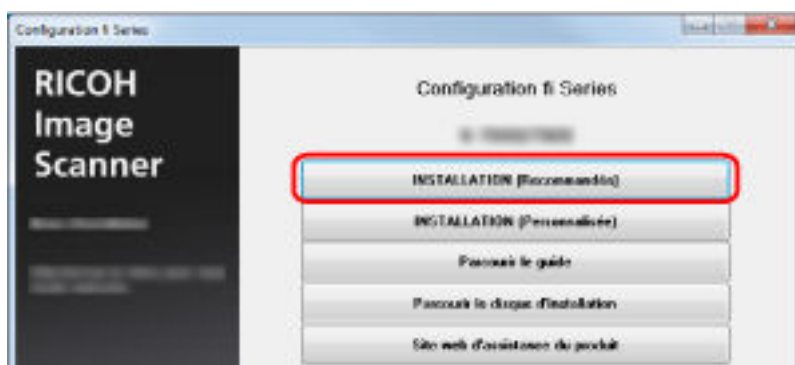 Configuration fi Series
RICOH
Image
Scanner
Configuration fi Series
INSTALLATION (Recommandée)
INSTALLATION (Personnalisée)
Parcourir le guide
Parcourir le disque d'installation
Site web d'assistance du produit